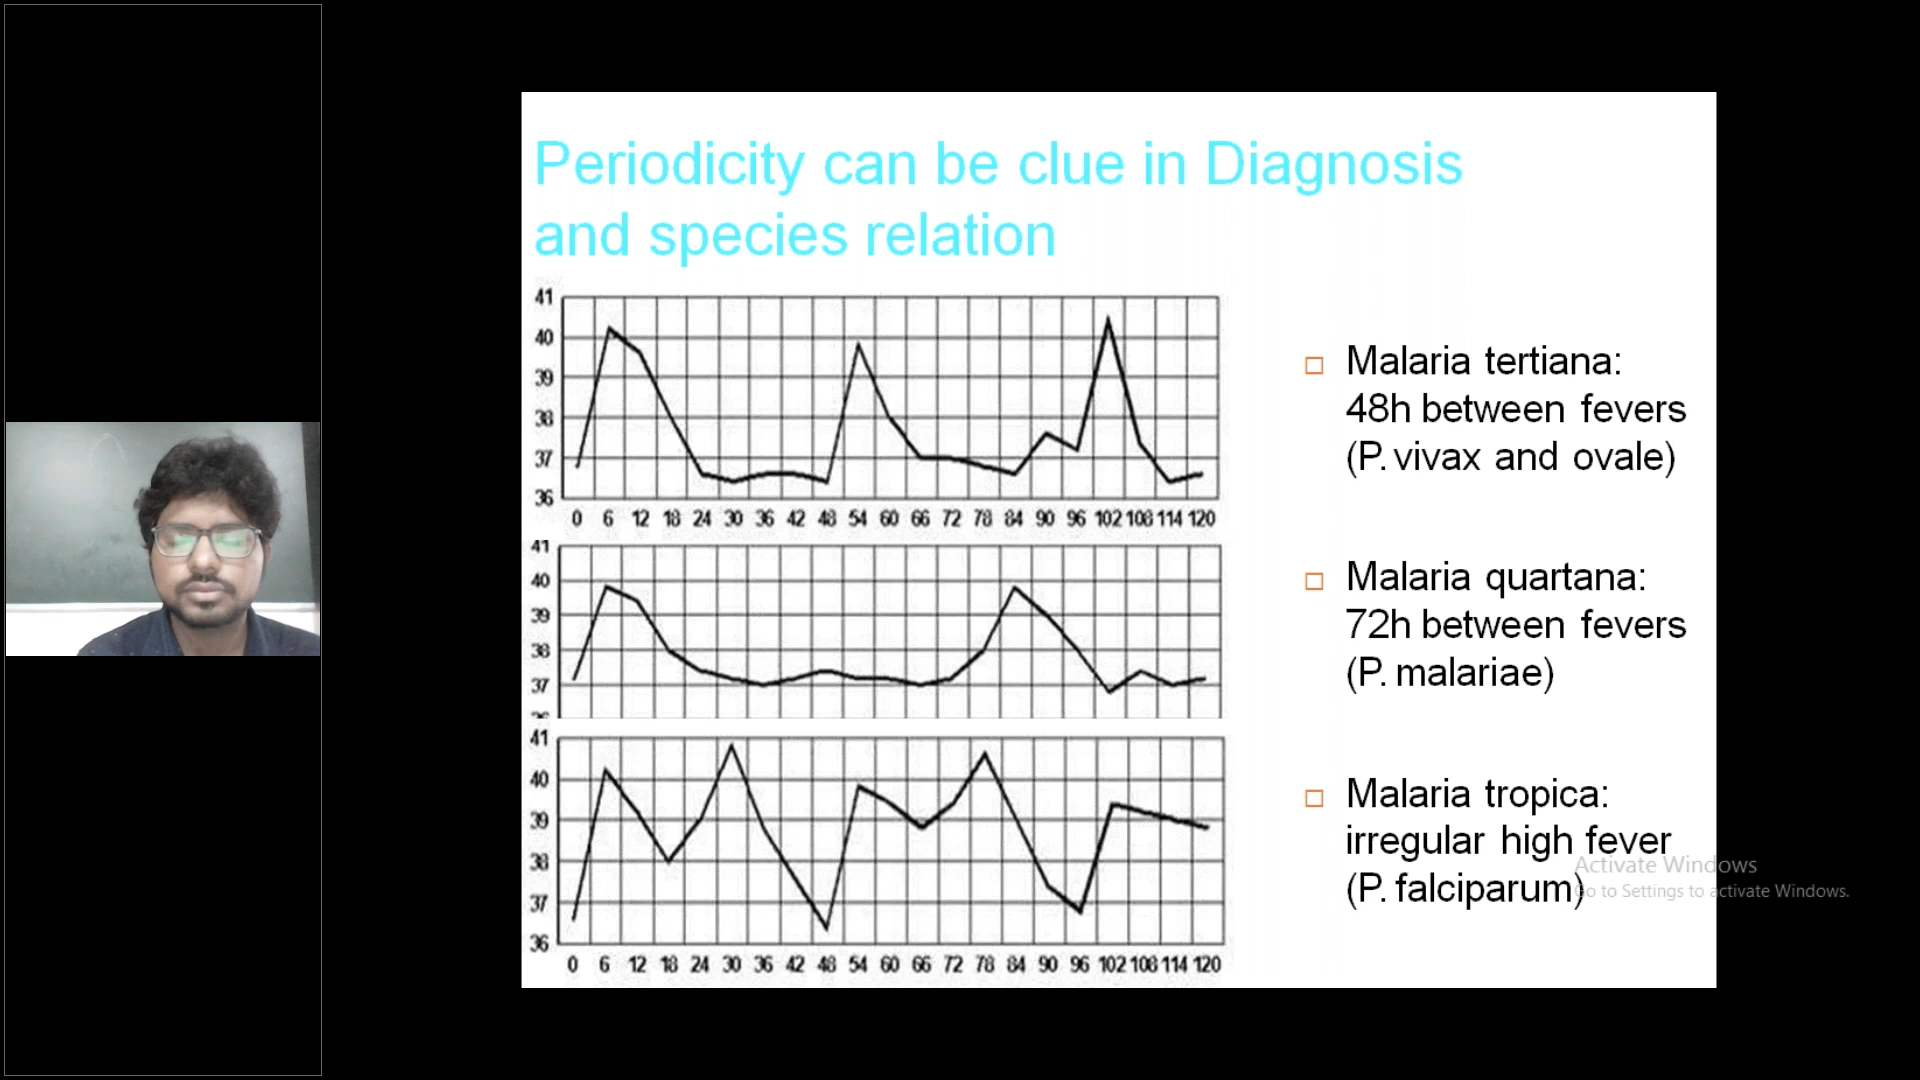 Periodicity can be clue in Diagnosis
and species relation
41
40
39
38
37
36
0 6 12 18 24 30 36 42 48 54 60 66 72 78 84 90 96 102 108 114 120
41
40
39
38
37
36
41
40
39
38
37
36
0 6 12 18 24 30 36 42 48 54 60 66 72 78 84 90 96 102 108 114 120
Malaria tertiana:
48h between fevers
(P. vivax and ovale)
Malaria quartana:
72h between fevers
(P. malariae)
Malaria tropica:
irregular high fever
(P. falciparum)
Activate Windows
Go to Settings to activate Windows.